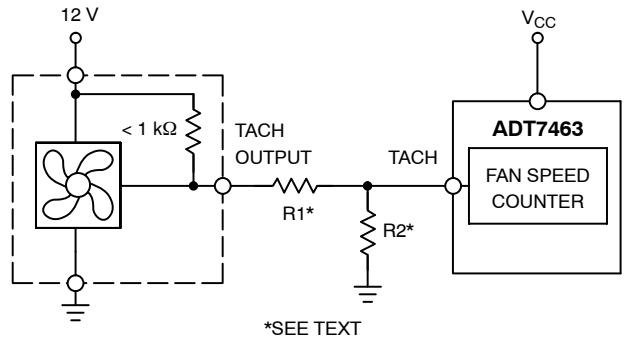 12 V
V_CC
< 1 kΩ
TACH
OUTPUT
R1*
R2*
TACH
ADT7463
FAN SPEED
COUNTER
*SEE TEXT